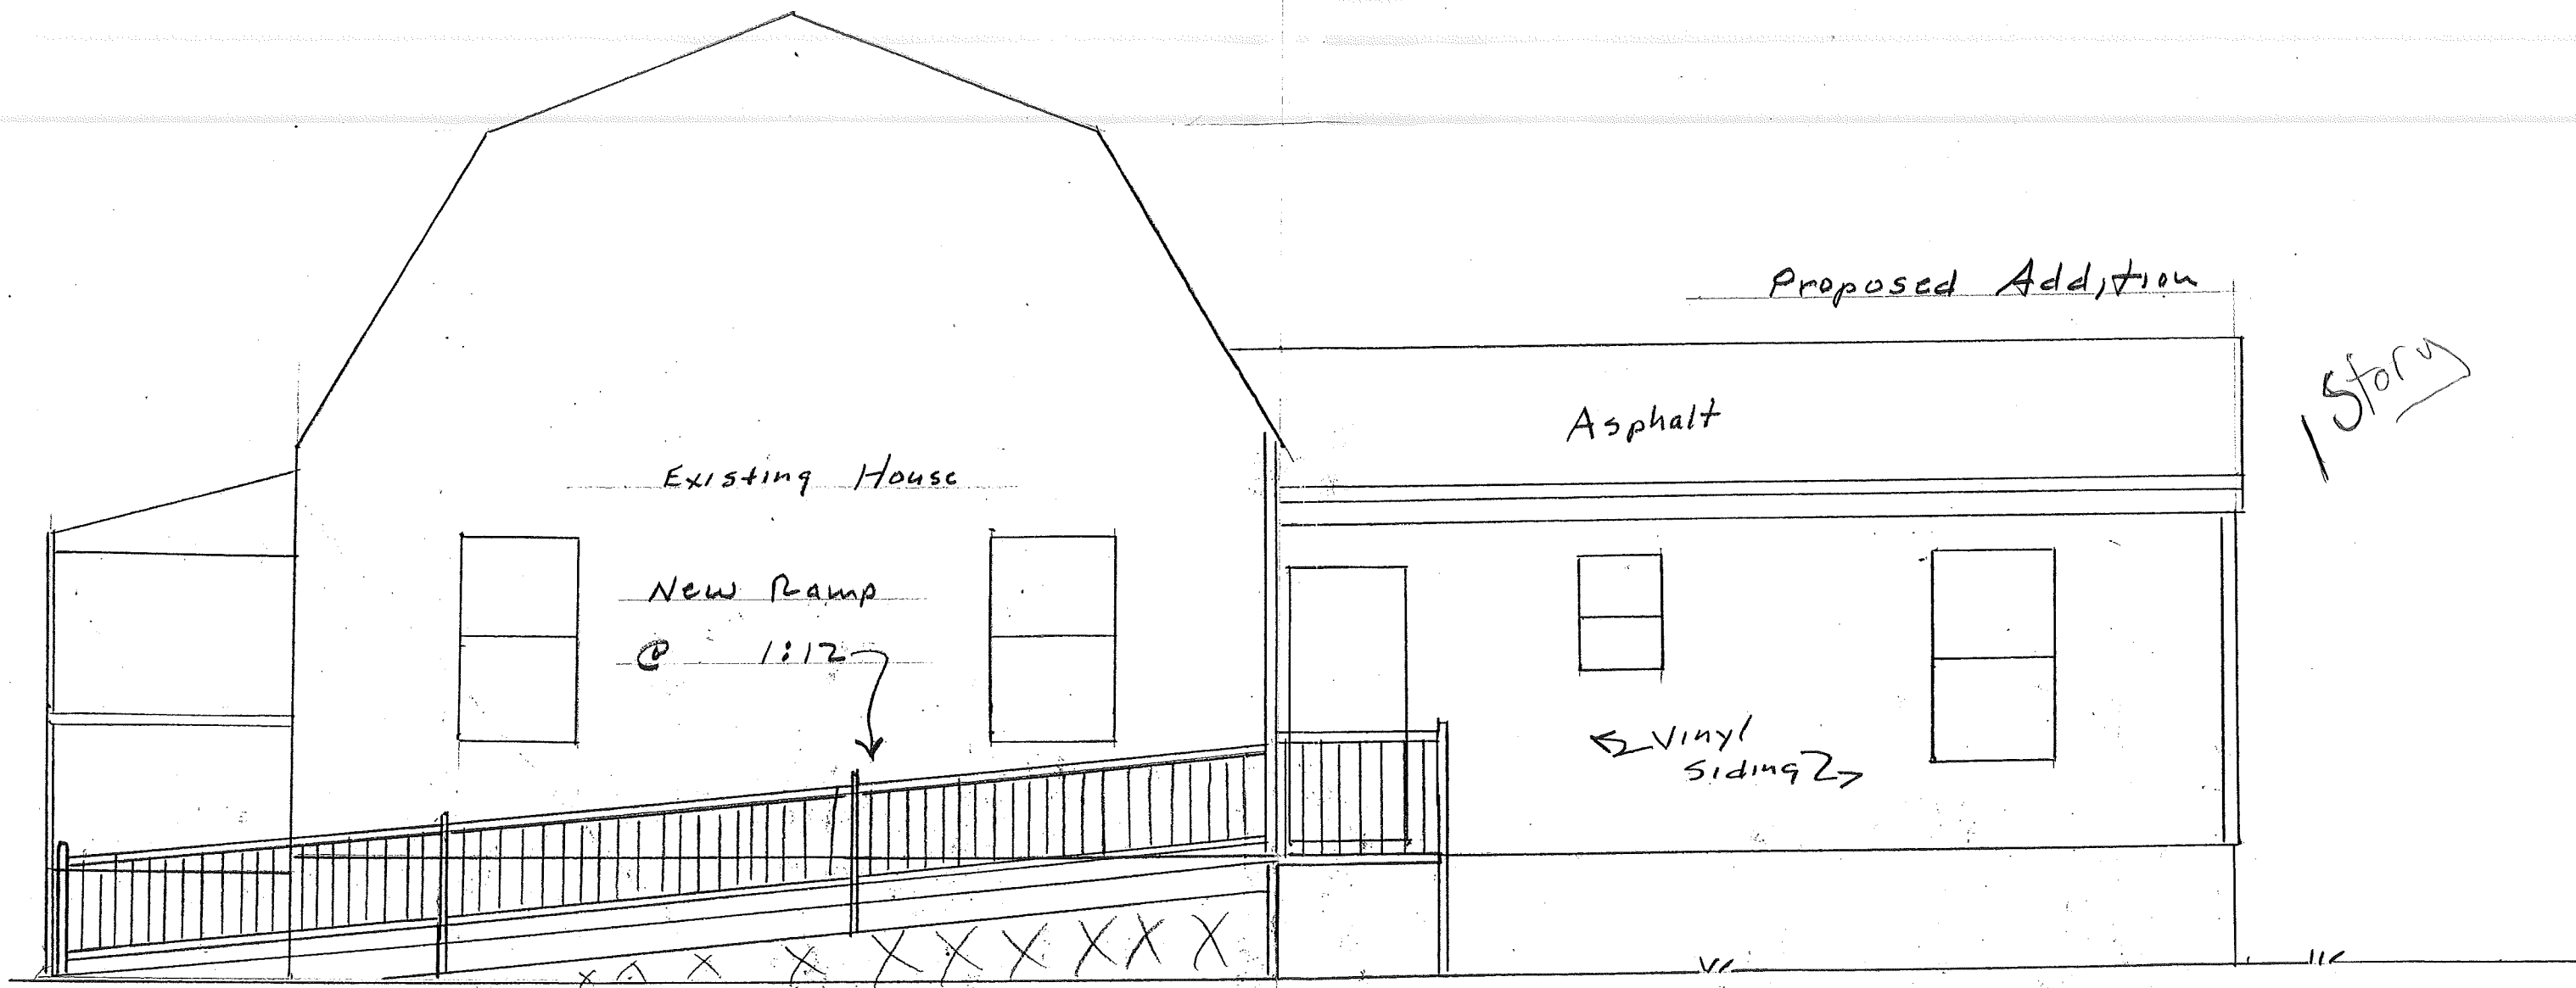 Proposed Addition
1 Story
Asphalt
Existing House
New Ramp
@ 1:12
Vinyl
Siding